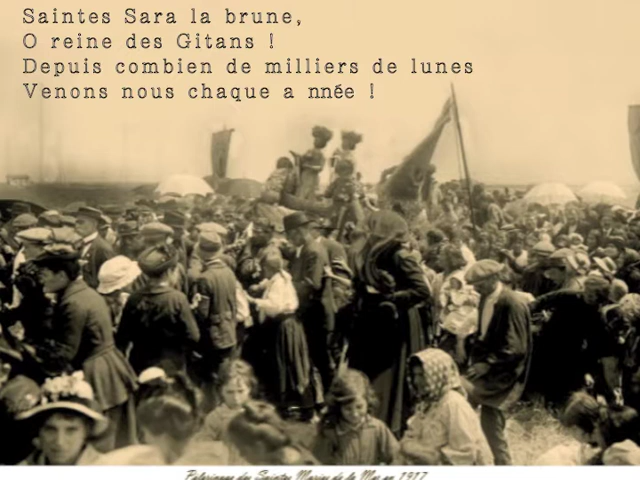 Saintes Sara la brune,
O reine des Gitans !
Depuis combien de milliers de lunes
Venons nous chaque a nnée !
Pelerinage des Saintes Maries de la Mer en 1917